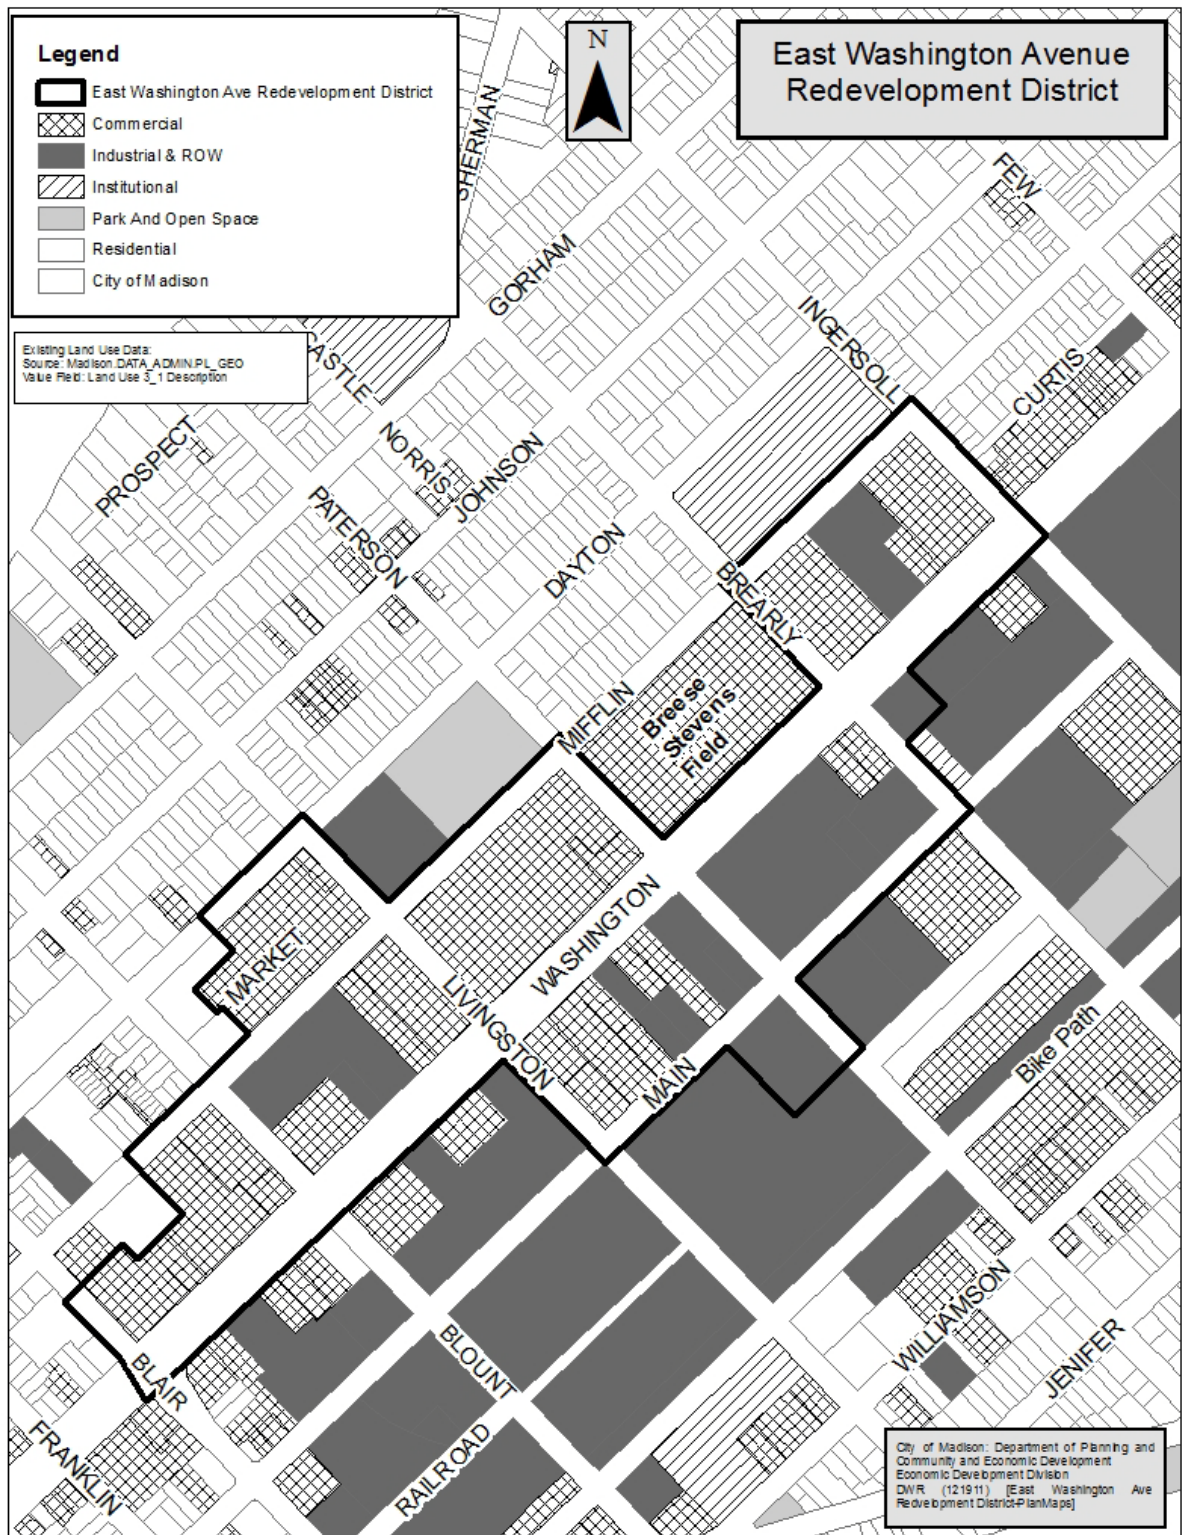 Legend
East Washington Ave Redevelopment District
Commercial
Industrial & ROW
Institutional
Park And Open Space
Residential
City of Madison
Existing Land Use Data:
Source: Madison.DATA_ADMIN.PL_GEO
Value Field: Land Use 3_1 Description
N
East Washington Avenue
Redevelopment District
SHERMAN
FEW
GORHAM
INGERSOLL
CASTLE
CURTIS
PROSPECT
NORRIS
JOHNSON
PATERSON
DAYTON
BREARLY
MIFFLIN
Breese
Stevens
Field
WASHINGTON
MARKET
LIVINGSTON
MAIN
Bike Path
WILLIAMSON
BLOUNT
BLAIR
JENIFER
FRANKLIN
RAILROAD
City of Madison: Department of Planning and
Community and Economic Development
Economic Development Division
DWR (121911) [East Washington Ave
Redvelopment District-PlanMaps]